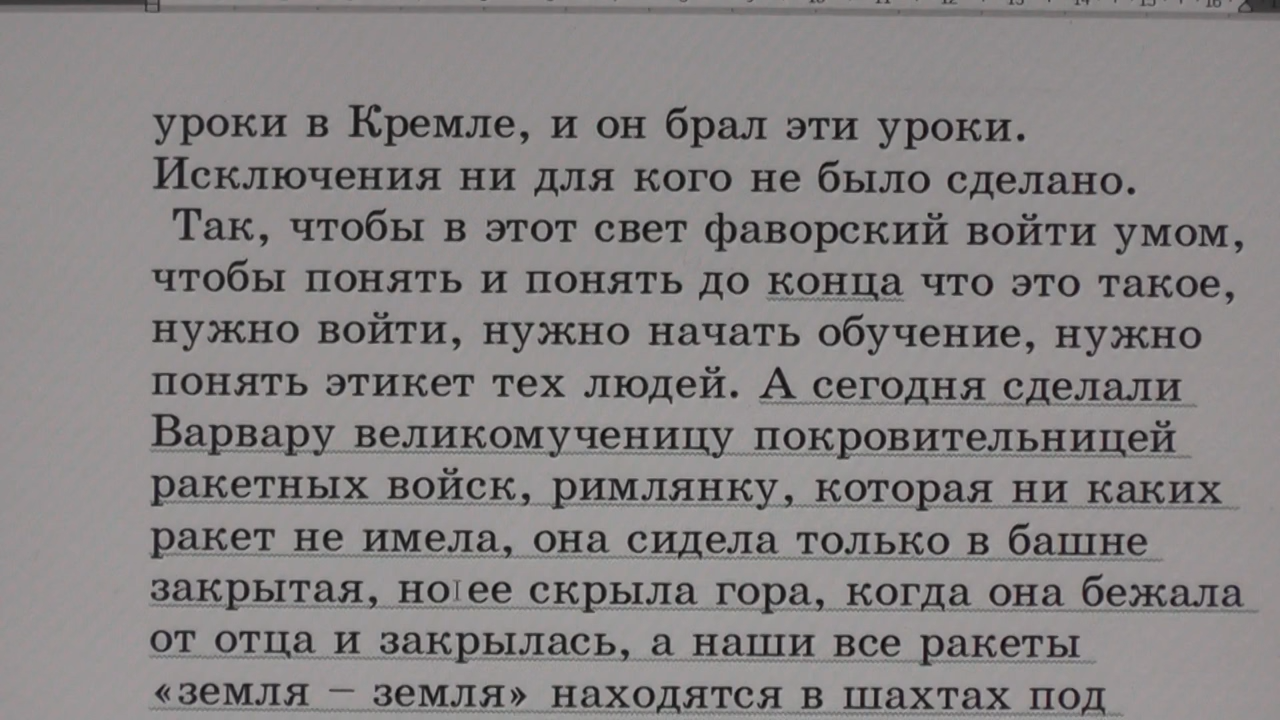 уроки в Кремле, и он брал эти уроки.
Исключения ни для кого не было сделано.
Так, чтобы в этот свет фаворский войти умом,
чтобы понять и понять до конца что это такое,
нужно войти, нужно начать обучение, нужно
понять этикет тех людей. А сегодня сделали
Варвару великомученицу покровительницей
ракетных войск, римлянку, которая ни каких
ракет не имела, она сидела только в башне
закрытая, но ее скрыла гора, когда она бежала
от отца и закрылась, а наши все ракеты
«земля – земля» находятся в шахтах под